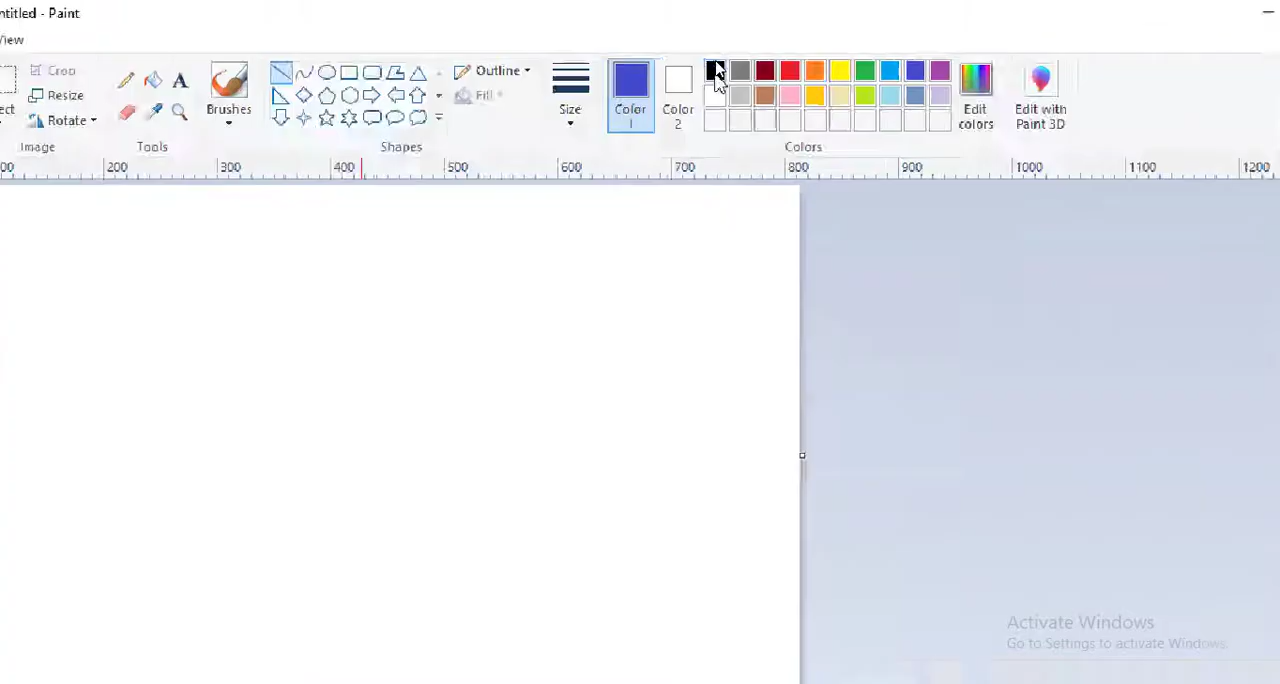 ntitled - Paint
View
Crop
Resize
Rotate
ect
Image
Tools
Brushes
Shapes
Outline
Fill
Size
Color 1
Color 2
Colors
Edit colors
Edit with Paint 3D
00 200 300 400 500 600 700 800 900 1000 1100 1200
Activate Windows
Go to Settings to activate Windows.